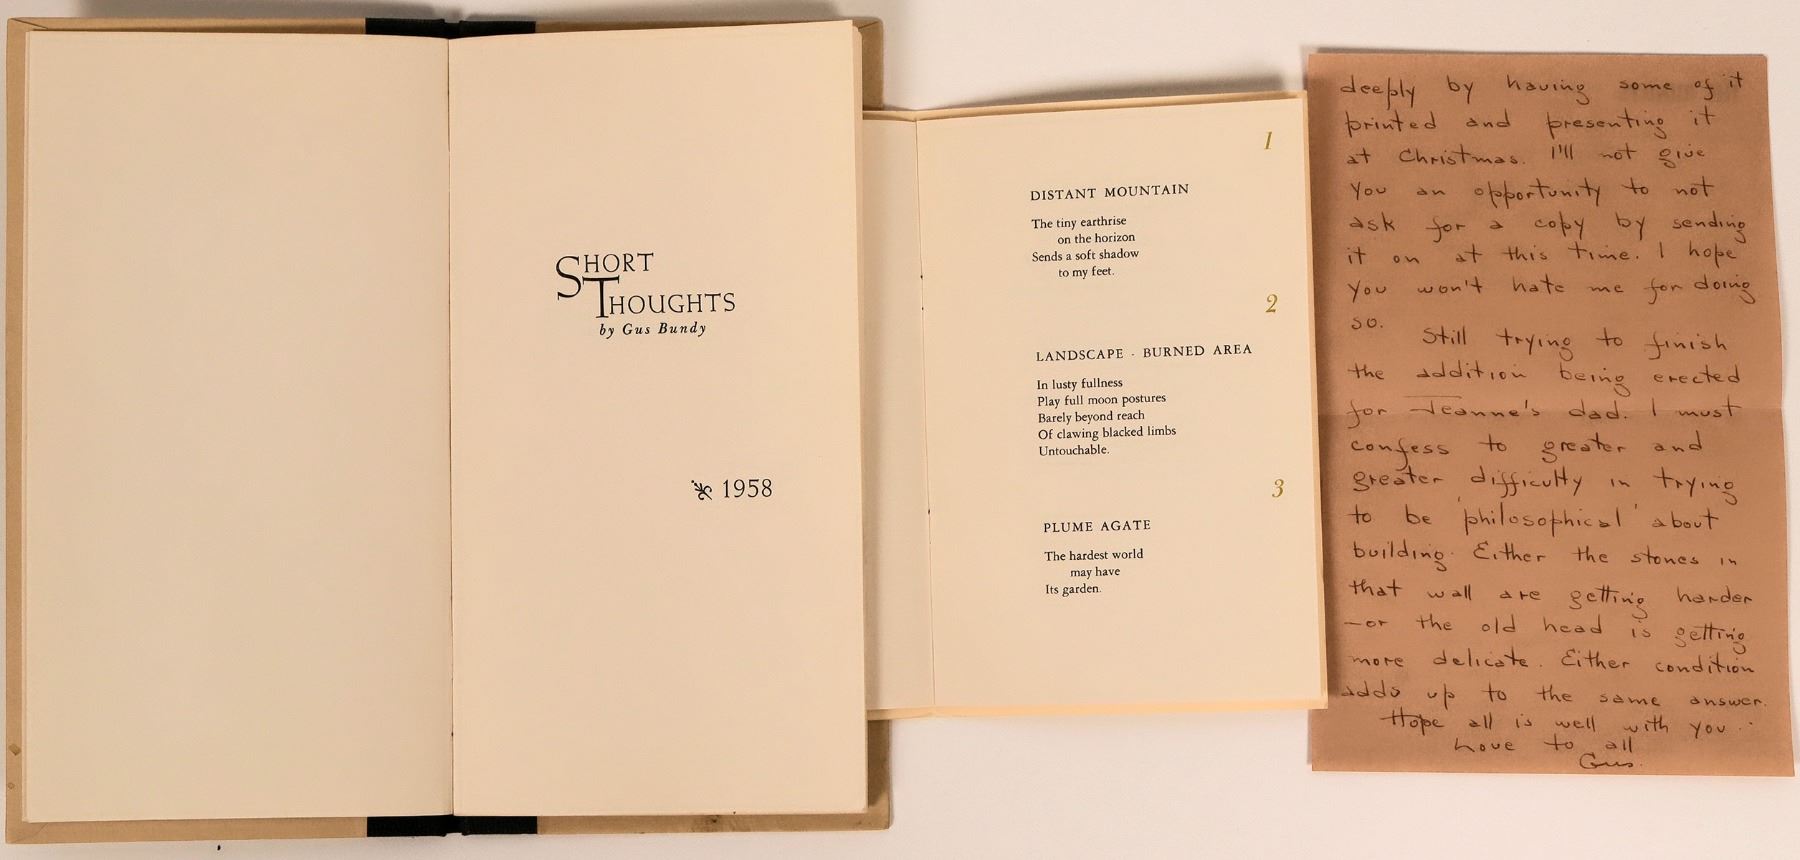 SHORT
THOUGHTS
by Gus Bundy
1958
1
DISTANT MOUNTAIN
The tiny earthrise
on the horizon
Sends a soft shadow
to my feet.
2
LANDSCAPE · BURNED AREA
In lusty fullness
Play full moon postures
Barely beyond reach
Of clawing blacked limbs
Untouchable.
3
PLUME AGATE
The hardest world
may have
Its garden.
deeply by having some of it
printed and presenting it
at Christmas. I'll not give
you an opportunity to not
ask for a copy by sending
it on at this time. I hope
you won't hate me for doing
so.
Still trying to finish
the addition being erected
for Jeanne's dad. I must
confess to greater and
greater difficulty in trying
to be 'philosophical' about
building. Either the stones in
that wall are getting harder
—or the old head is getting
more delicate. Either condition
adds up to the same answer.
Hope all is well with you.
Love to all
Gus.